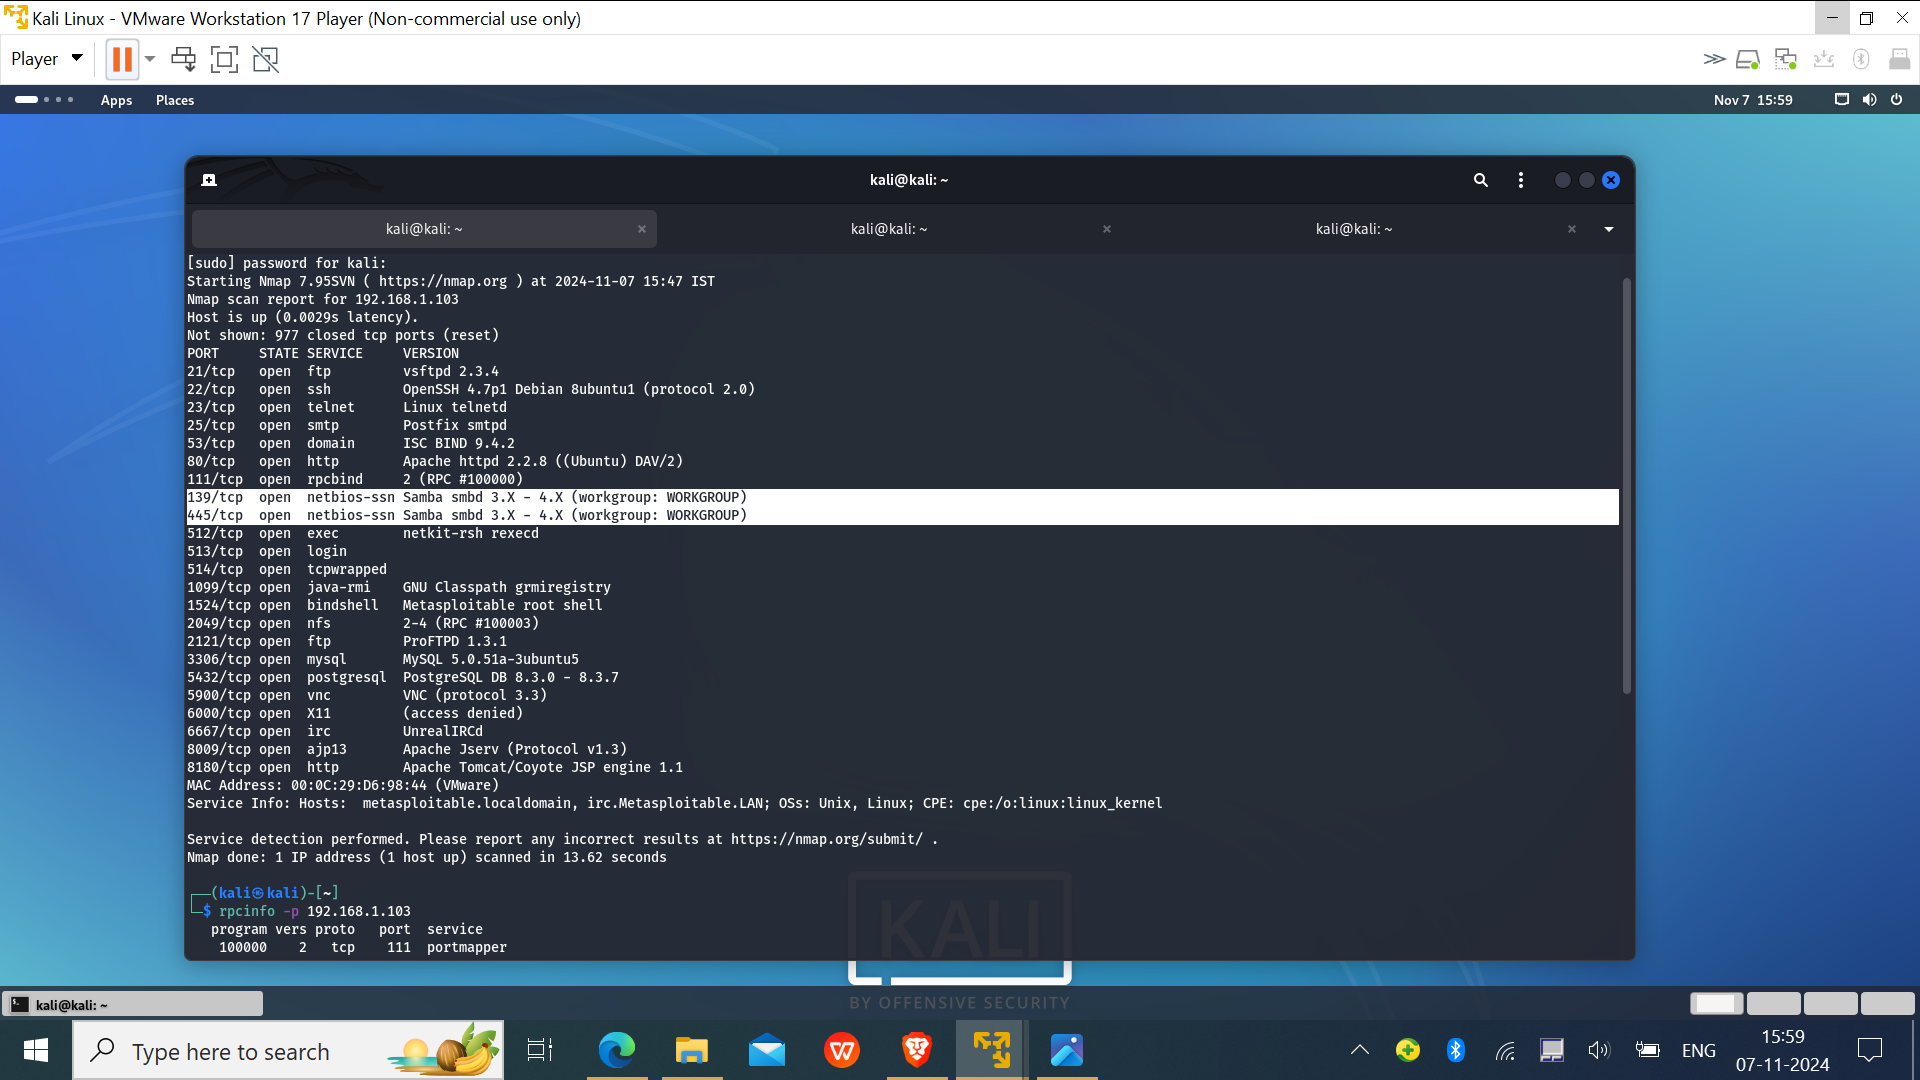 Kali Linux - VMware Workstation 17 Player (Non-commercial use only)
Player
Apps Places Nov 7 15:59
kali@kali: ~
kali@kali: ~ kali@kali: ~ kali@kali: ~
[sudo] password for kali:
Starting Nmap 7.95SVN ( https://nmap.org ) at 2024-11-07 15:47 IST
Nmap scan report for 192.168.1.103
Host is up (0.0029s latency).
Not shown: 977 closed tcp ports (reset)
PORT     STATE SERVICE     VERSION
21/tcp   open  ftp         vsftpd 2.3.4
22/tcp   open  ssh         OpenSSH 4.7p1 Debian 8ubuntu1 (protocol 2.0)
23/tcp   open  telnet      Linux telnetd
25/tcp   open  smtp        Postfix smtpd
53/tcp   open  domain      ISC BIND 9.4.2
80/tcp   open  http        Apache httpd 2.2.8 ((Ubuntu) DAV/2)
111/tcp  open  rpcbind     2 (RPC #100000)
139/tcp  open  netbios-ssn Samba smbd 3.X - 4.X (workgroup: WORKGROUP)
445/tcp  open  netbios-ssn Samba smbd 3.X - 4.X (workgroup: WORKGROUP)
512/tcp  open  exec        netkit-rsh rexecd
513/tcp  open  login
514/tcp  open  tcpwrapped
1099/tcp open  java-rmi    GNU Classpath grmiregistry
1524/tcp open  bindshell   Metasploitable root shell
2049/tcp open  nfs         2-4 (RPC #100003)
2121/tcp open  ftp         ProFTPD 1.3.1
3306/tcp open  mysql       MySQL 5.0.51a-3ubuntu5
5432/tcp open  postgresql  PostgreSQL DB 8.3.0 - 8.3.7
5900/tcp open  vnc         VNC (protocol 3.3)
6000/tcp open  X11         (access denied)
6667/tcp open  irc         UnrealIRCd
8009/tcp open  ajp13       Apache Jserv (Protocol v1.3)
8180/tcp open  http        Apache Tomcat/Coyote JSP engine 1.1
MAC Address: 00:0C:29:D6:98:44 (VMware)
Service Info: Hosts:  metasploitable.localdomain, irc.Metasploitable.LAN; OSs: Unix, Linux; CPE: cpe:/o:linux:linux_kernel
Service detection performed. Please report any incorrect results at https://nmap.org/submit/ .
Nmap done: 1 IP address (1 host up) scanned in 13.62 seconds
┌──(kali㉿kali)-[~]
└─$ rpcinfo -p 192.168.1.103
program vers proto   port  service
100000    2   tcp    111  portmapper
KALI
BY OFFENSIVE SECURITY
kali@kali: ~
Type here to search
ENG
15:59
07-11-2024